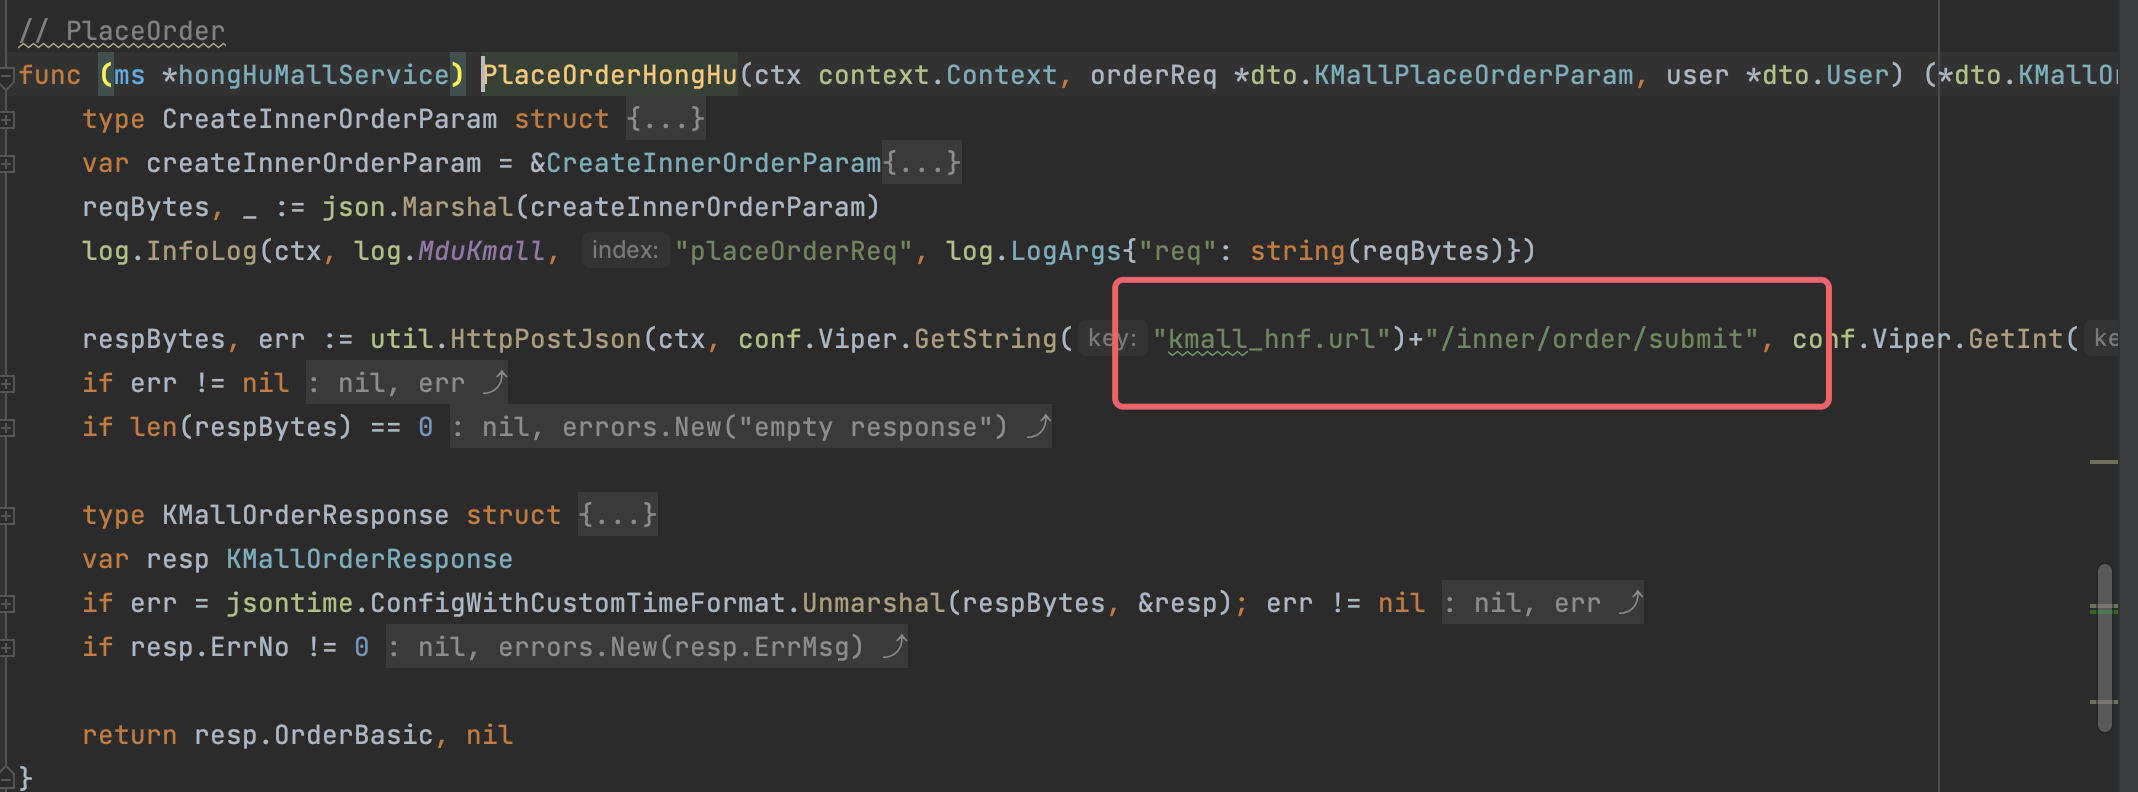 // PlaceOrder
func (ms *hongHuMallService) PlaceOrderHongHu(ctx context.Context, orderReq *dto.KMallPlaceOrderParam, user *dto.User) (*dto.KMallOr
type CreateInnerOrderParam struct {...}
var createInnerOrderParam = &CreateInnerOrderParam{...}
reqBytes, _ := json.Marshal(createInnerOrderParam)
log.InfoLog(ctx, log.MduKmall, index: "placeOrderReq", log.LogArgs{"req": string(reqBytes)})
respBytes, err := util.HttpPostJson(ctx, conf.Viper.GetString( key: "kmall_hnf.url")+"/inner/order/submit", conf.Viper.GetInt( ke
if err != nil : nil, err
if len(respBytes) == 0 : nil, errors.New("empty response")
type KMallOrderResponse struct {...}
var resp KMallOrderResponse
if err = jsontime.ConfigWithCustomTimeFormat.Unmarshal(respBytes, &resp); err != nil : nil, err
if resp.ErrNo != 0 : nil, errors.New(resp.ErrMsg)
return resp.OrderBasic, nil
}